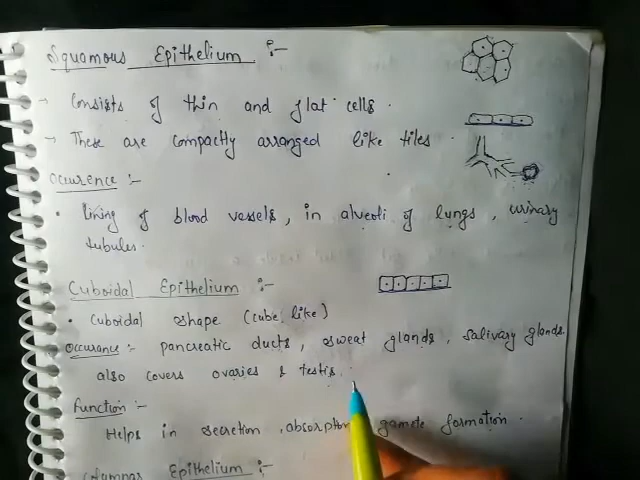 Squamous Epithelium :-
→ Consists of thin and flat cells.
→ These are compactly arranged like tiles.
Occurence :-
• Lining of blood vessels, in alveoli of lungs, urinary
tubules.
Cuboidal Epithelium :-
• Cuboidal shape (cube like)
Occurance :- pancreatic ducts, sweat glands, salivary glands.
also covers ovaries & testis.
Function :-
Helps in secretion, absorption gamete formation.
Columnar Epithelium :-